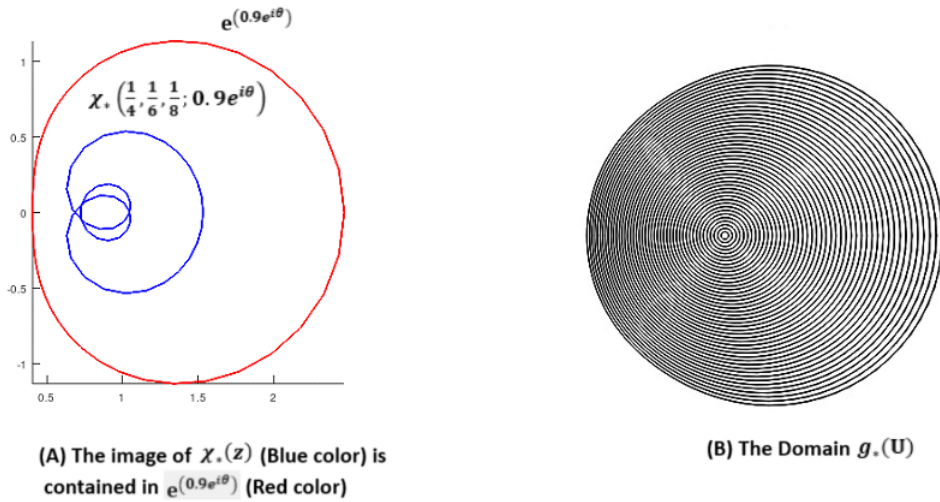 e^(0.9e^{iθ})
χ₊(1/4, 1/6, 1/8; 0.9e^{iθ})
1
0.5
0
-0.5
-1
0.5 1 1.5 2
(A) The image of χ₊(z) (Blue color) is
contained in e^(0.9e^{iθ}) (Red color)
(B) The Domain g₊(U)